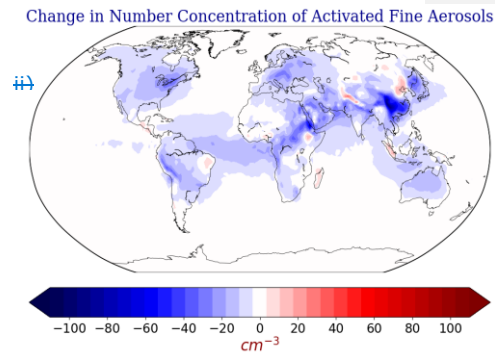 Change in Number Concentration of Activated Fine Aerosols
ii)
−100 −80 −60 −40 −20 0 20 40 60 80 100
cm⁻³